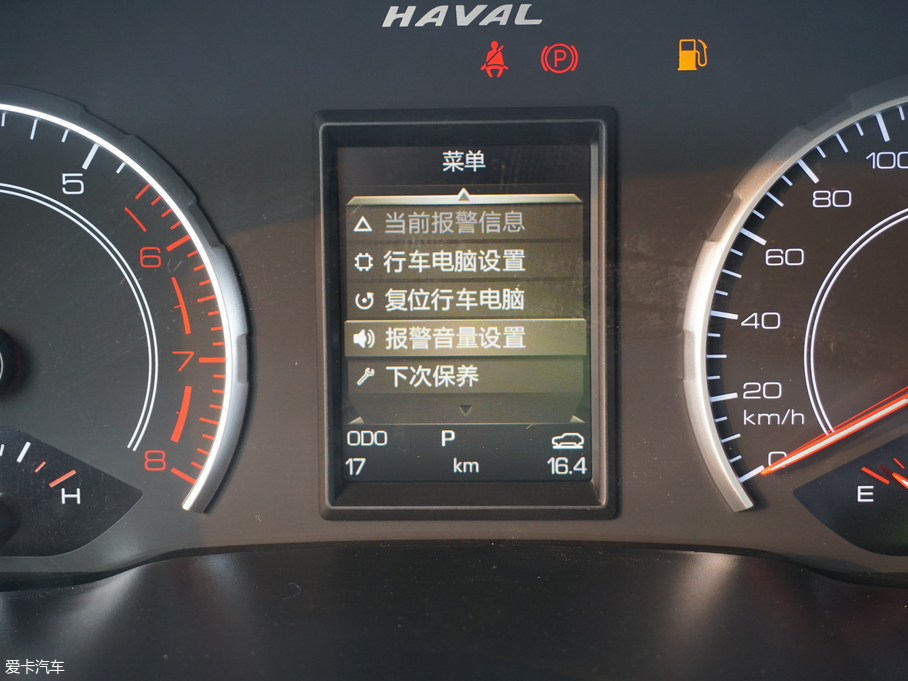 HAVAL
P
菜单
当前报警信息
行车电脑设置
复位行车电脑
报警音量设置
下次保养
ODO P
17 km 16.4
5
6
7
8
H
100
80
60
40
20
km/h
0
E
爱卡汽车